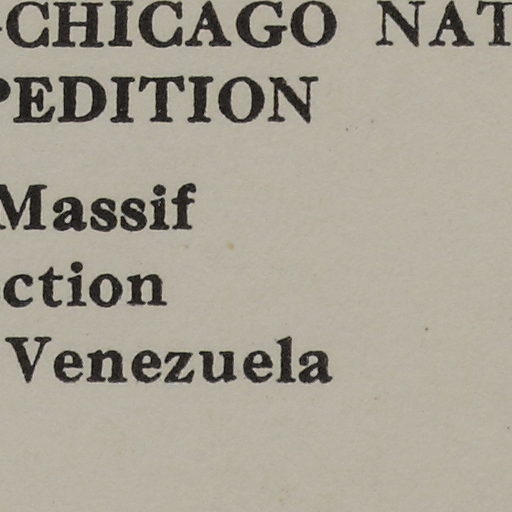 -CHICAGO NAT
PEDITION
Massif
ction
Venezuela